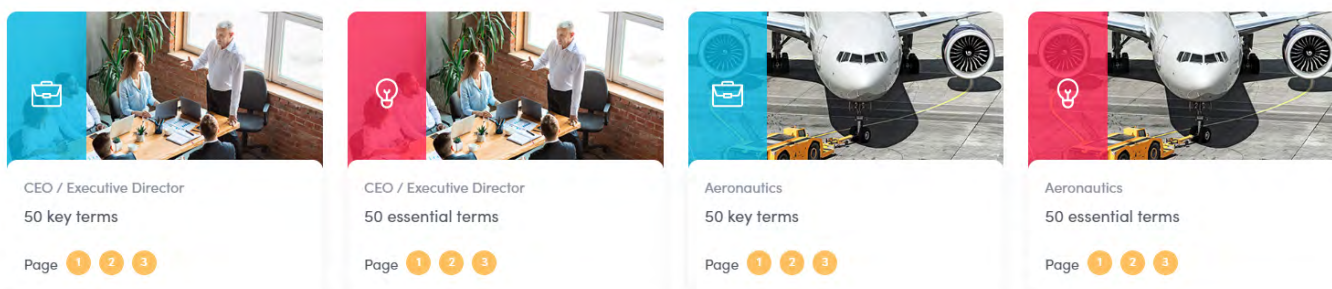 CEO / Executive Director
50 key terms
Page 1 2 3
CEO / Executive Director
50 essential terms
Page 1 2 3
Aeronautics
50 key terms
Page 1 2 3
Aeronautics
50 essential terms
Page 1 2 3